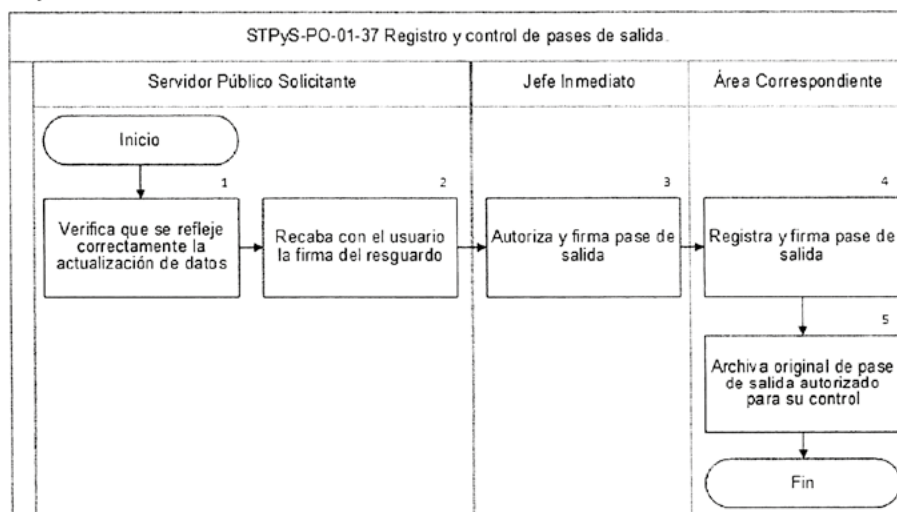 STPyS-PO-01-37 Registro y control de pases de salida.
Servidor Público Solicitante
Jefe Inmediato
Área Correspondiente
Inicio
1
Verifica que se refleje
correctamente la
actualización de datos
2
Recaba con el usuario
la firma del resguardo
3
Autoriza y firma pase de
salida
4
Registra y firma pase de
salida
5
Archiva original de pase
de salida autorizado
para su control
Fin